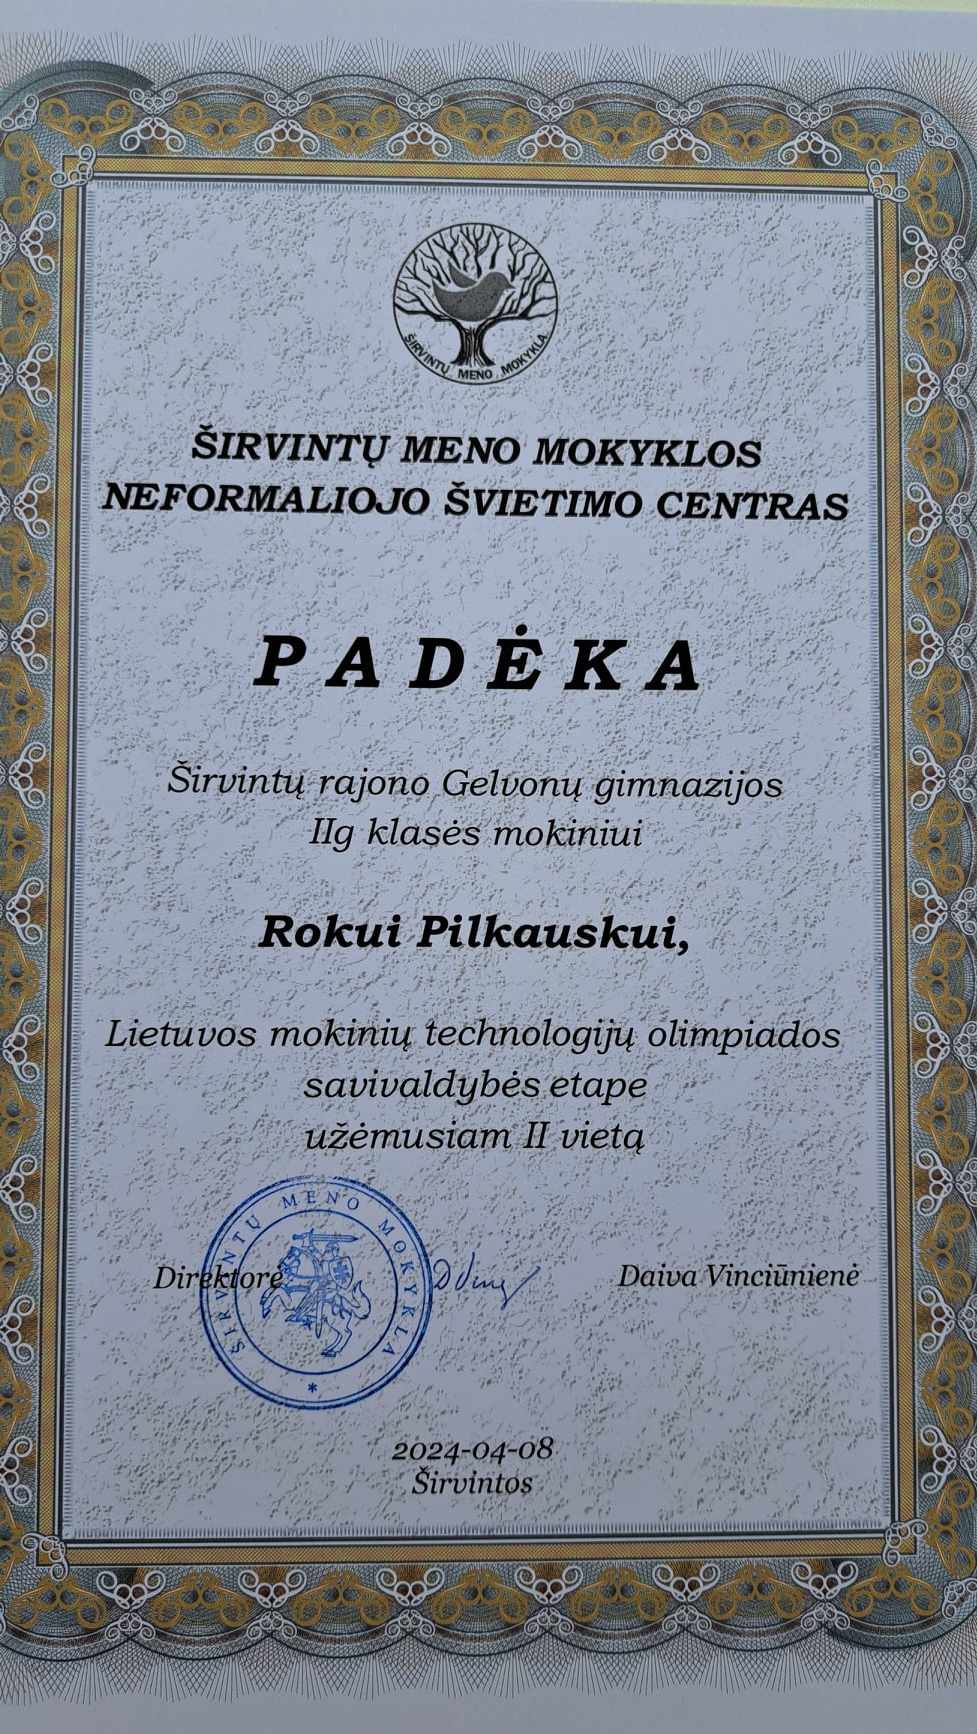 ŠIRVINTŲ MENO MOKYKLA
ŠIRVINTŲ MENO MOKYKLOS
NEFORMALIOJO ŠVIETIMO CENTRAS
PADĖKA
Širvintų rajono Gelvonų gimnazijos
IIg klasės mokiniui
Rokui Pilkauskui,
Lietuvos mokinių technologijų olimpiados
savivaldybės etape
užėmusiam II vietą
ŠIRVINTŲ MENO MOKYKLA *
Direktorė Daiva Vinciūnienė
2024-04-08
Širvintos